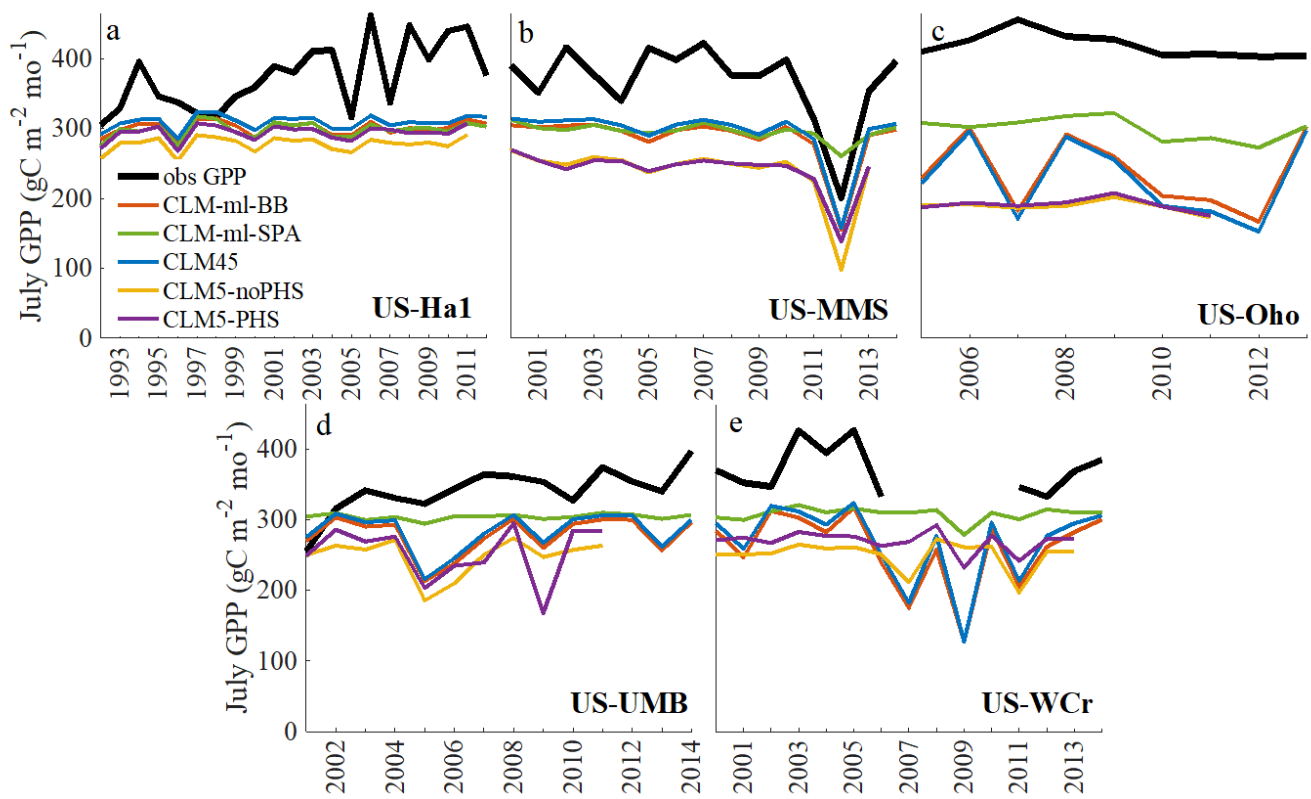 a
b
c
July GPP (gC m⁻² mo⁻¹)
400
300
200
100
0
obs GPP
CLM-ml-BB
CLM-ml-SPA
CLM45
CLM5-noPHS
CLM5-PHS
US-Ha1
US-MMS
US-Oho
1993 1995 1997 1999 2001 2003 2005 2007 2009 2011
2001 2003 2005 2007 2009 2011 2013
2006 2008 2010 2012
d
e
July GPP (gC m⁻² mo⁻¹)
400
300
200
100
0
US-UMB
US-WCr
2002 2004 2006 2008 2010 2012 2014
2001 2003 2005 2007 2009 2011 2013